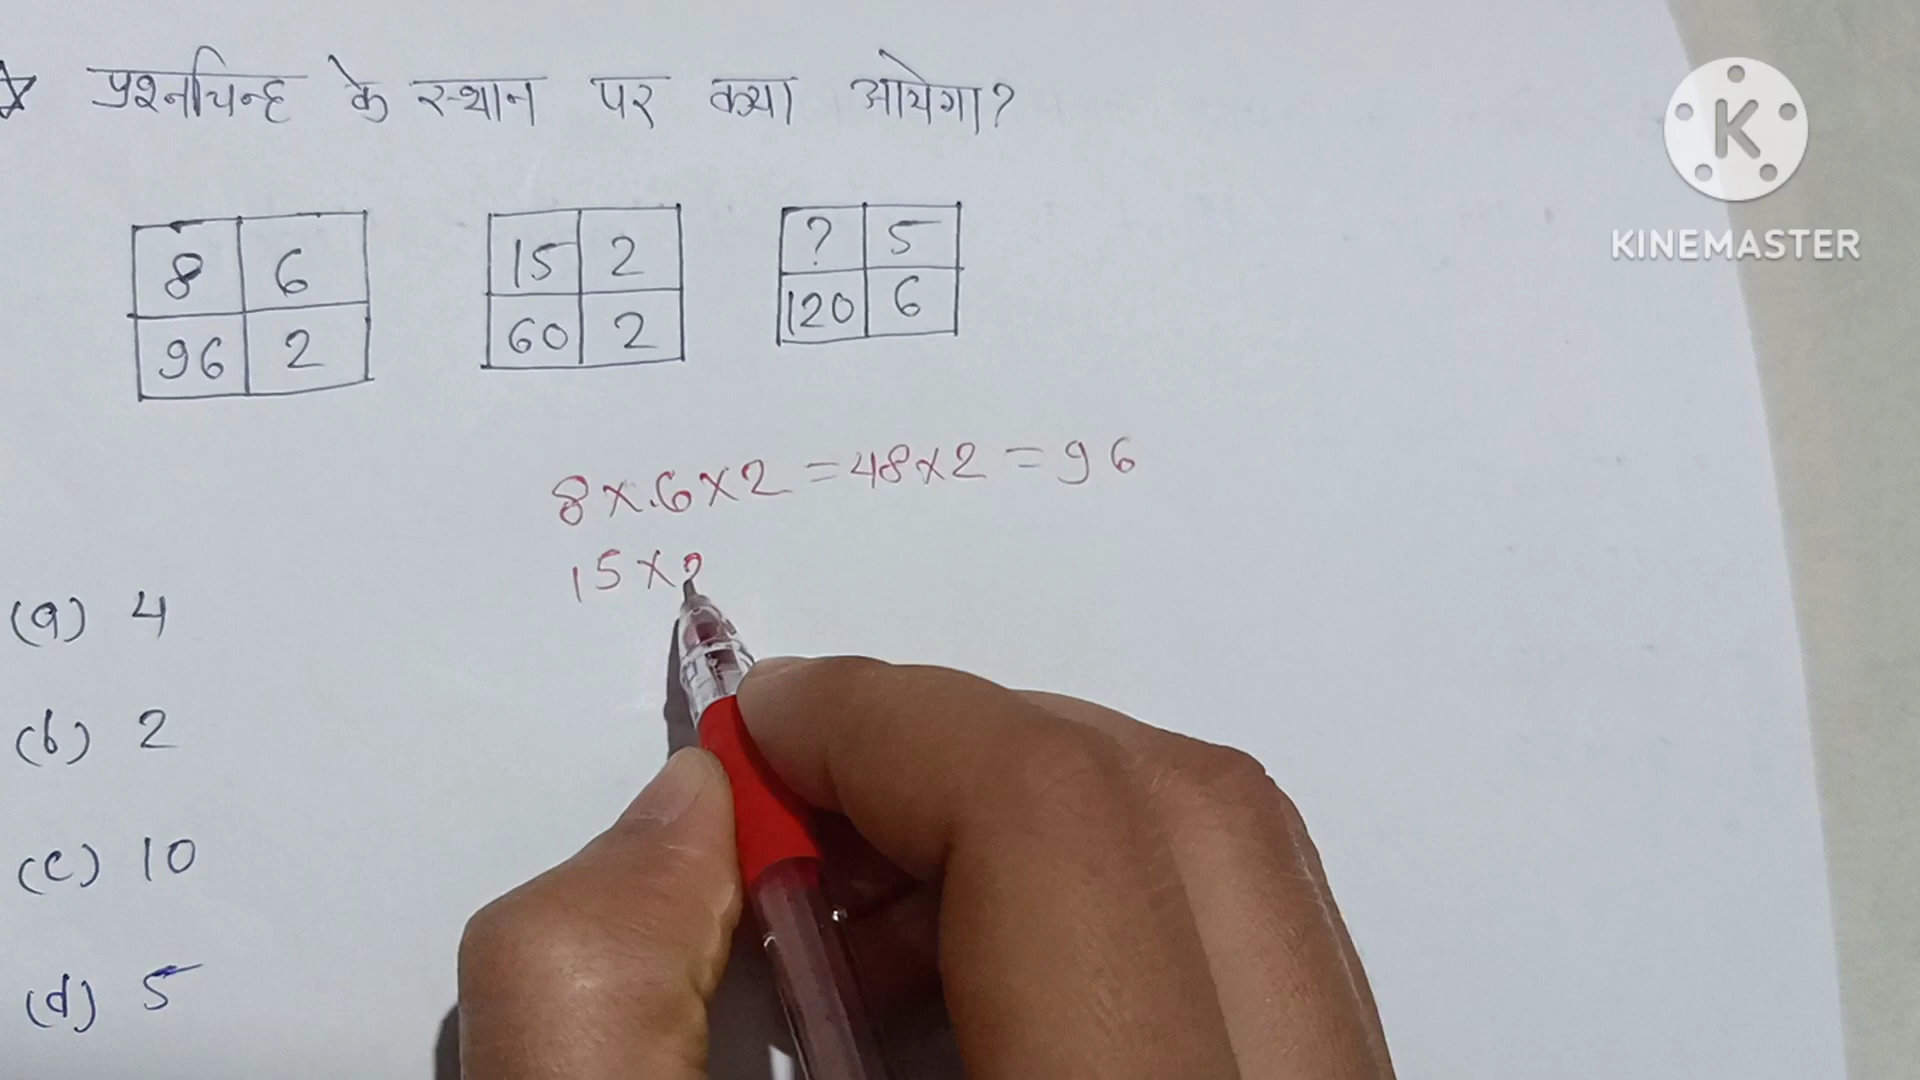 ☆ प्रश्नचिन्ह के स्थान पर क्या आयेगा?
K
KINEMASTER
8 6
96 2
15 2
60 2
? 5
120 6
8×.6×2=48×2=96
15×2
(a) 4
(b) 2
(c) 10
(d) 5